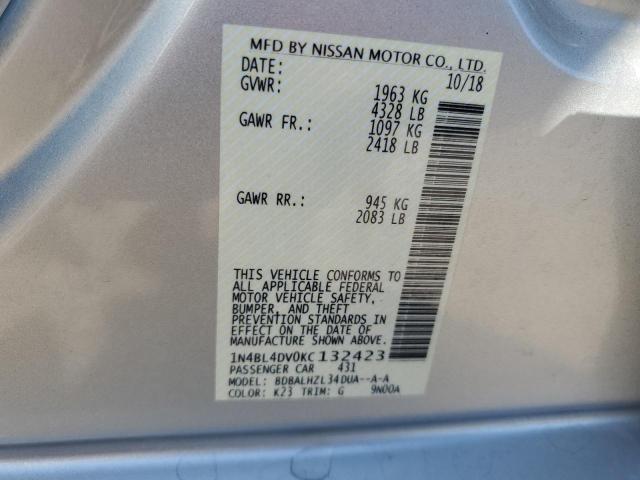 MFD BY NISSAN MOTOR CO., LTD.
DATE: 10/18
GVWR: 1963 KG
4328 LB
GAWR FR.: 1097 KG
2418 LB
GAWR RR.: 945 KG
2083 LB
THIS VEHICLE CONFORMS TO
ALL APPLICABLE FEDERAL
MOTOR VEHICLE SAFETY,
BUMPER, AND THEFT
PREVENTION STANDARDS IN
EFFECT ON THE DATE OF
MANUFACTURE SHOWN ABOVE.
1N4BL4DV0KC132423
PASSENGER CAR 431
MODEL: BDBALHZL34DUA--A-A
COLOR: K23 TRIM: G 9N00A